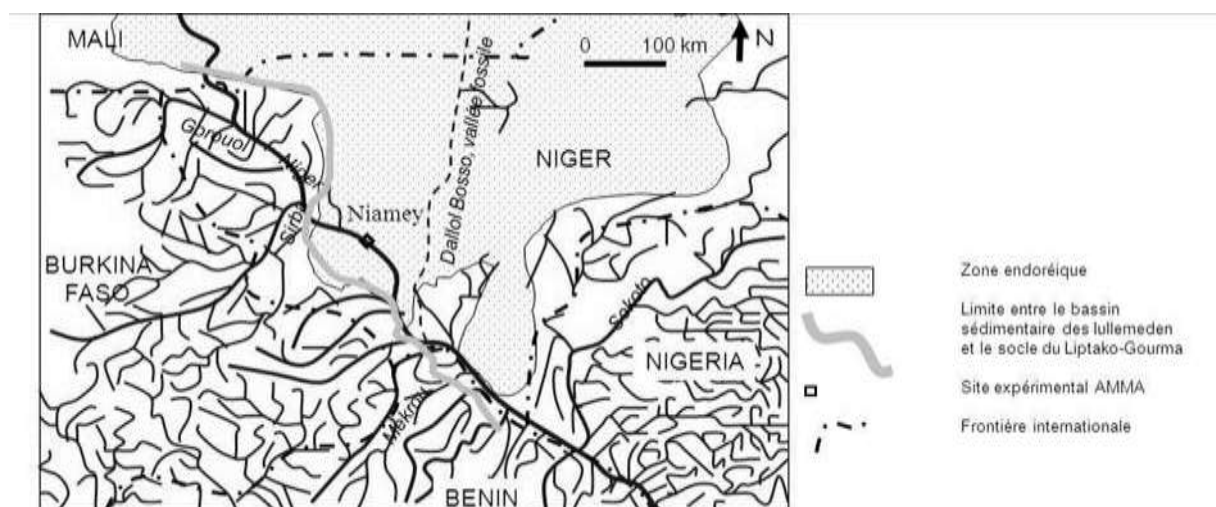 MALI
0 100 km
N
Dallol Bosso, vallée fossile
Gorouol
NIGER
Niger
Niamey
Sirba
BURKINA
FASO
Sokoto
NIGERIA
Mékrou
BENIN
Zone endoréique
Limite entre le bassin
sédimentaire des Iullemeden
et le socle du Liptako-Gourma
Site expérimental AMMA
Frontière internationale